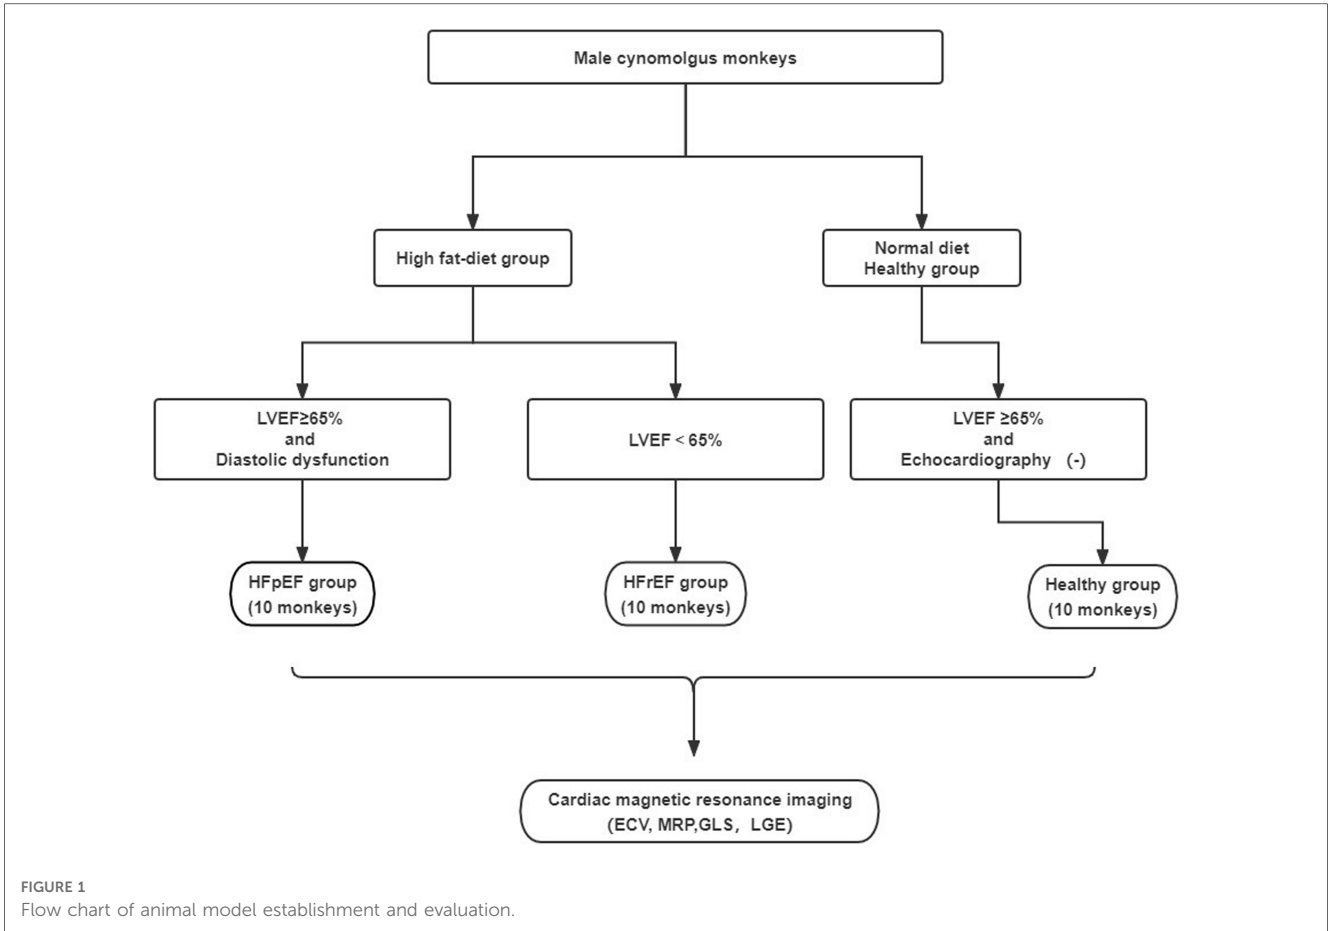 Male cynomolgus monkeys
High fat-diet group
Normal diet
Healthy group
LVEF≥65%
and
Diastolic dysfunction
LVEF < 65%
LVEF ≥65%
and
Echocardiography (-)
HFpEF group
(10 monkeys)
HFrEF group
(10 monkeys)
Healthy group
(10 monkeys)
Cardiac magnetic resonance imaging
(ECV, MRP,GLS, LGE)
FIGURE 1
Flow chart of animal model establishment and evaluation.